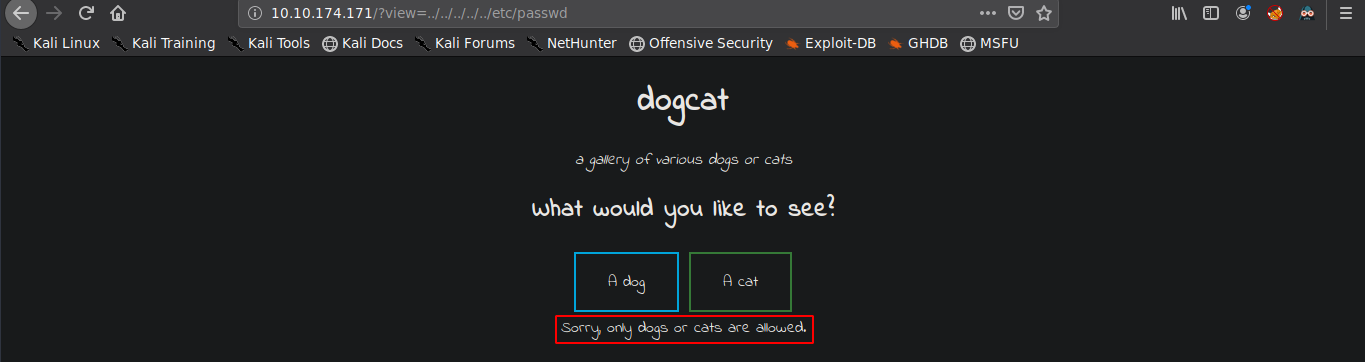 10.10.174.171/?view=../../../../../etc/passwd
Kali Linux Kali Training Kali Tools Kali Docs Kali Forums NetHunter Offensive Security Exploit-DB GHDB MSFU
dogcat
a gallery of various dogs or cats
What would you like to see?
A dog A cat
Sorry, only dogs or cats are allowed.